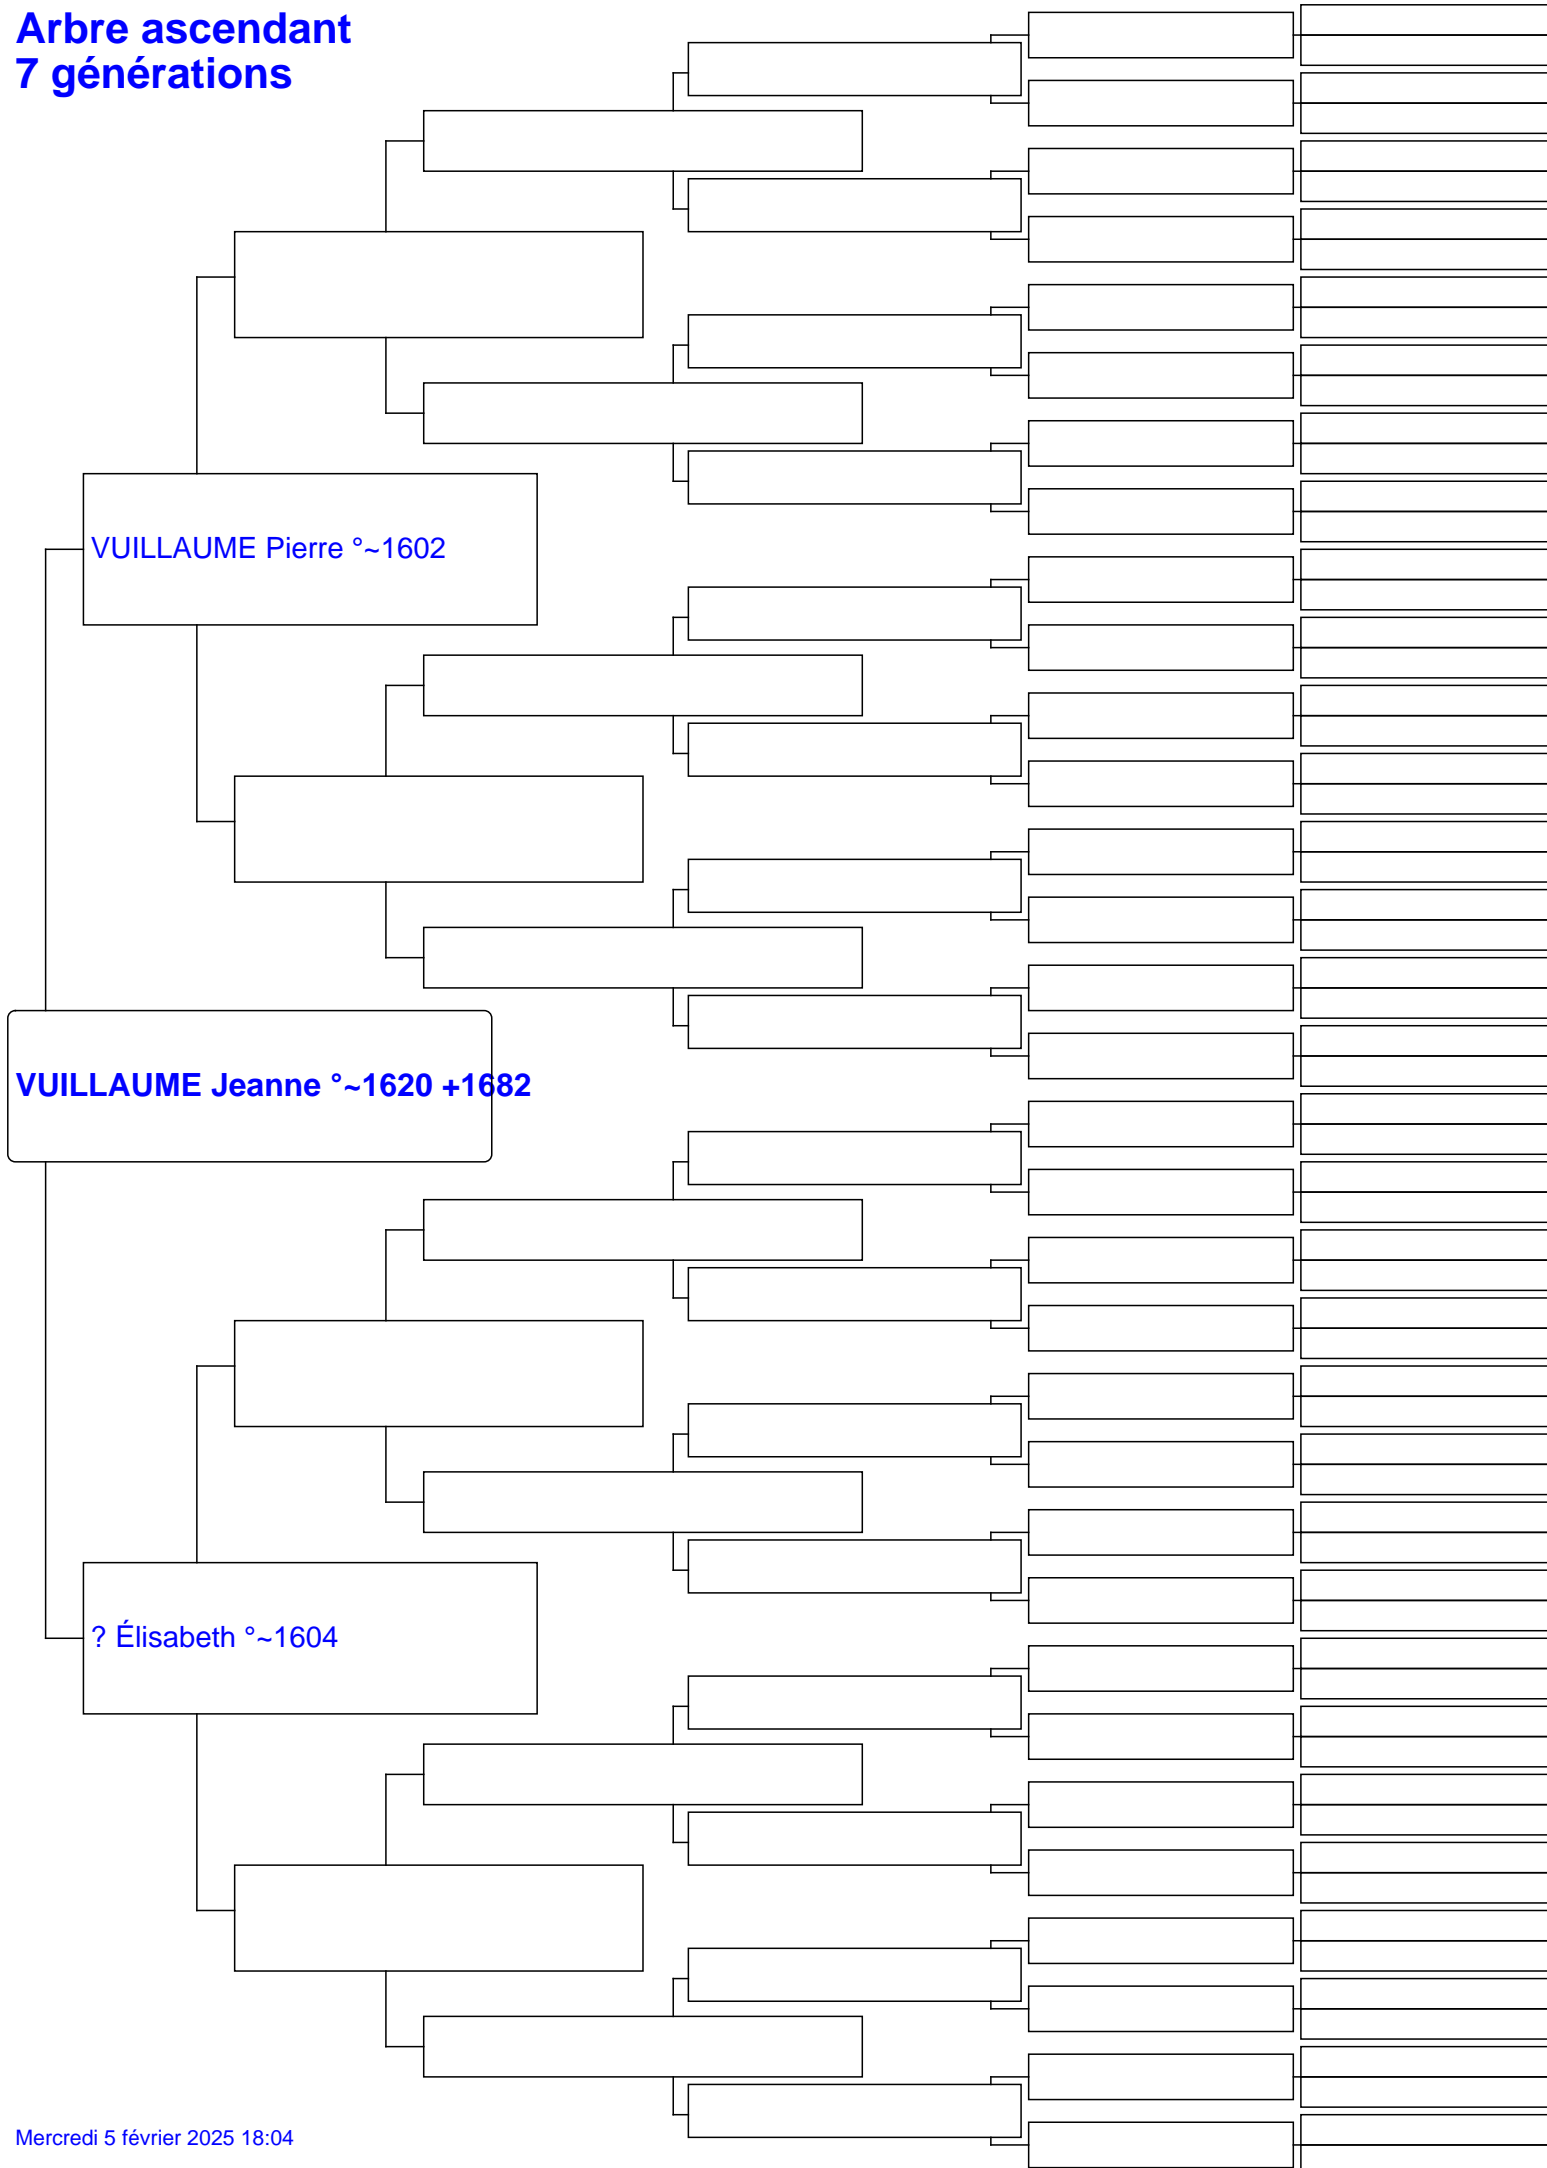 Arbre ascendant
7 générations
VUILLAUME Pierre °~1602
VUILLAUME Jeanne °~1620 +1682
? Élisabeth °~1604
Mercredi 5 février 2025 18:04